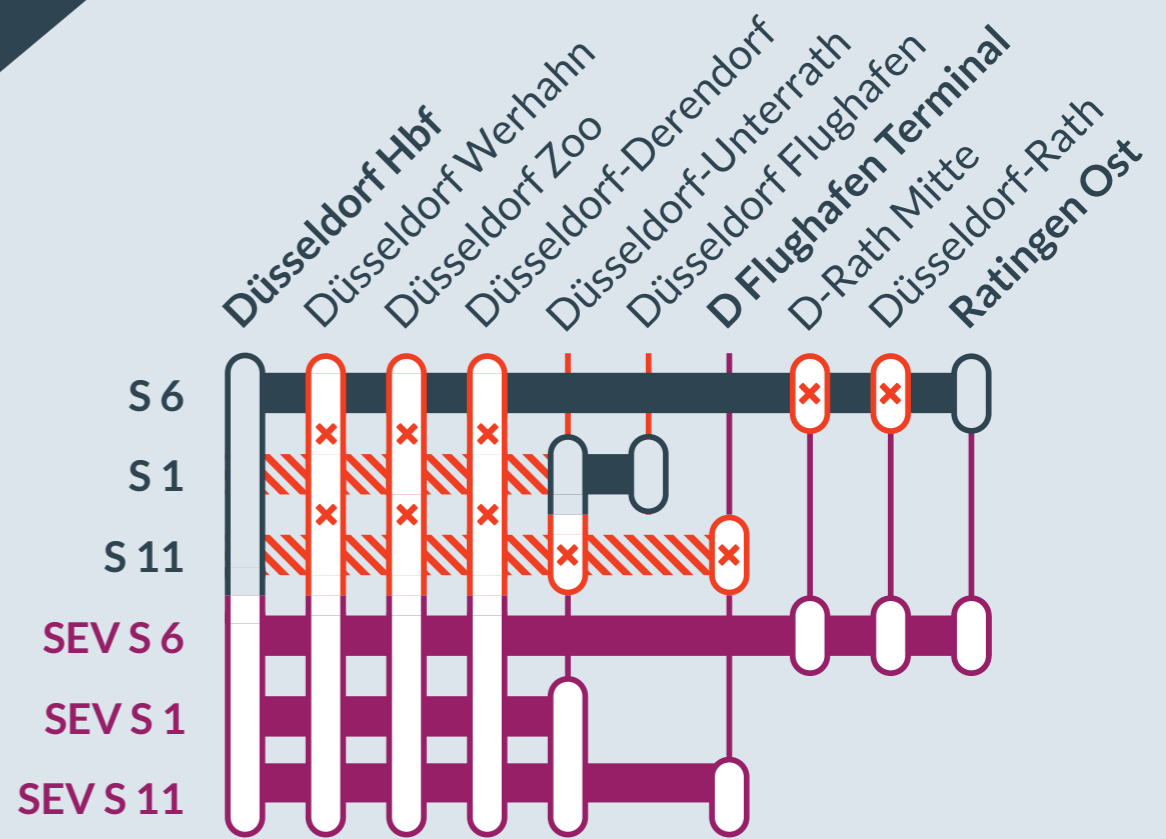 Düsseldorf Hbf
Düsseldorf Werhahn
Düsseldorf Zoo
Düsseldorf-Derendorf
Düsseldorf-Unterrath
Düsseldorf Flughafen
D Flughafen Terminal
D-Rath Mitte
Düsseldorf-Rath
Ratingen Ost
S 6
S 1
S 11
SEV S 6
SEV S 1
SEV S 11